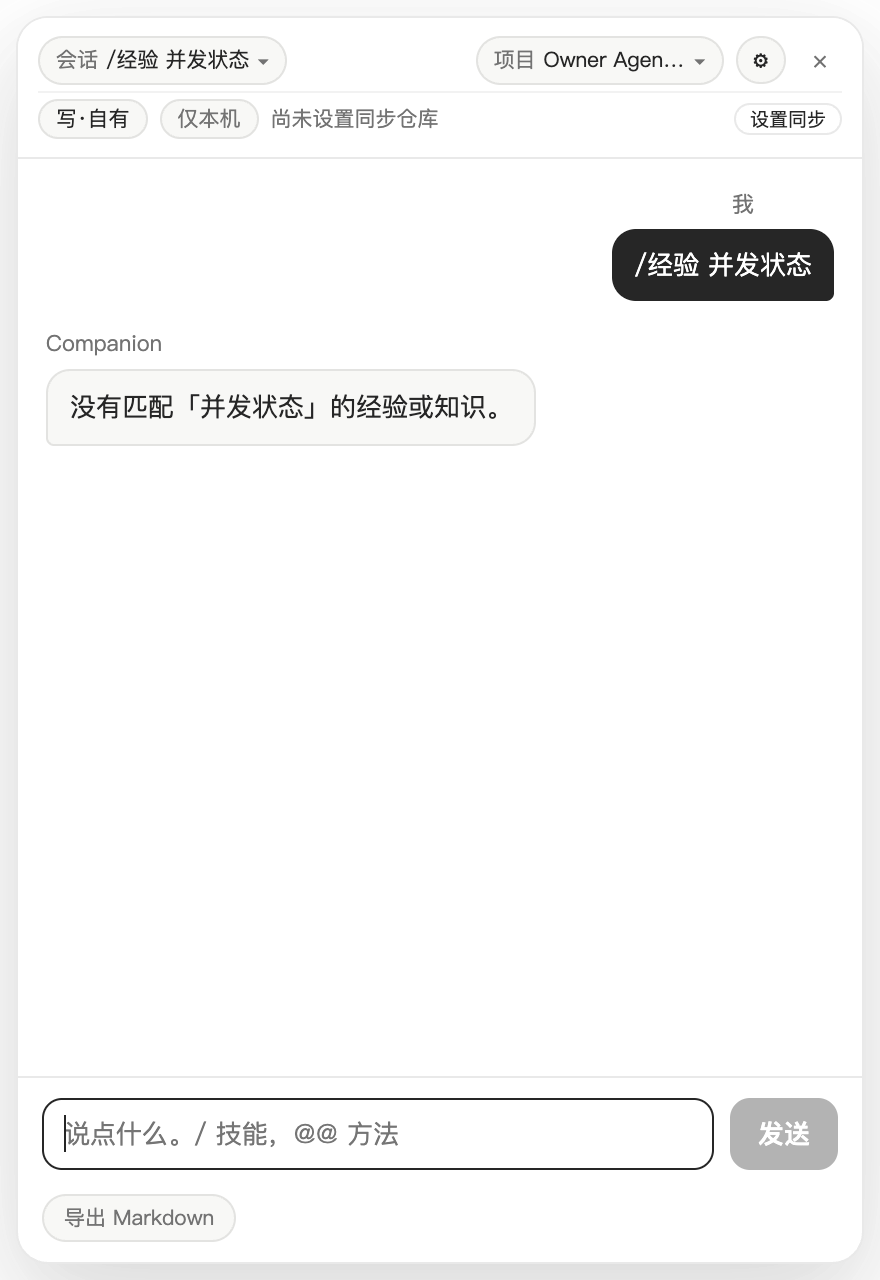 会话 /经验 并发状态
项目 Owner Agen...
写·自有 仅本机 尚未设置同步仓库 设置同步
我
/经验 并发状态
Companion
没有匹配「并发状态」的经验或知识。
说点什么。/ 技能，@@ 方法
发送
导出 Markdown